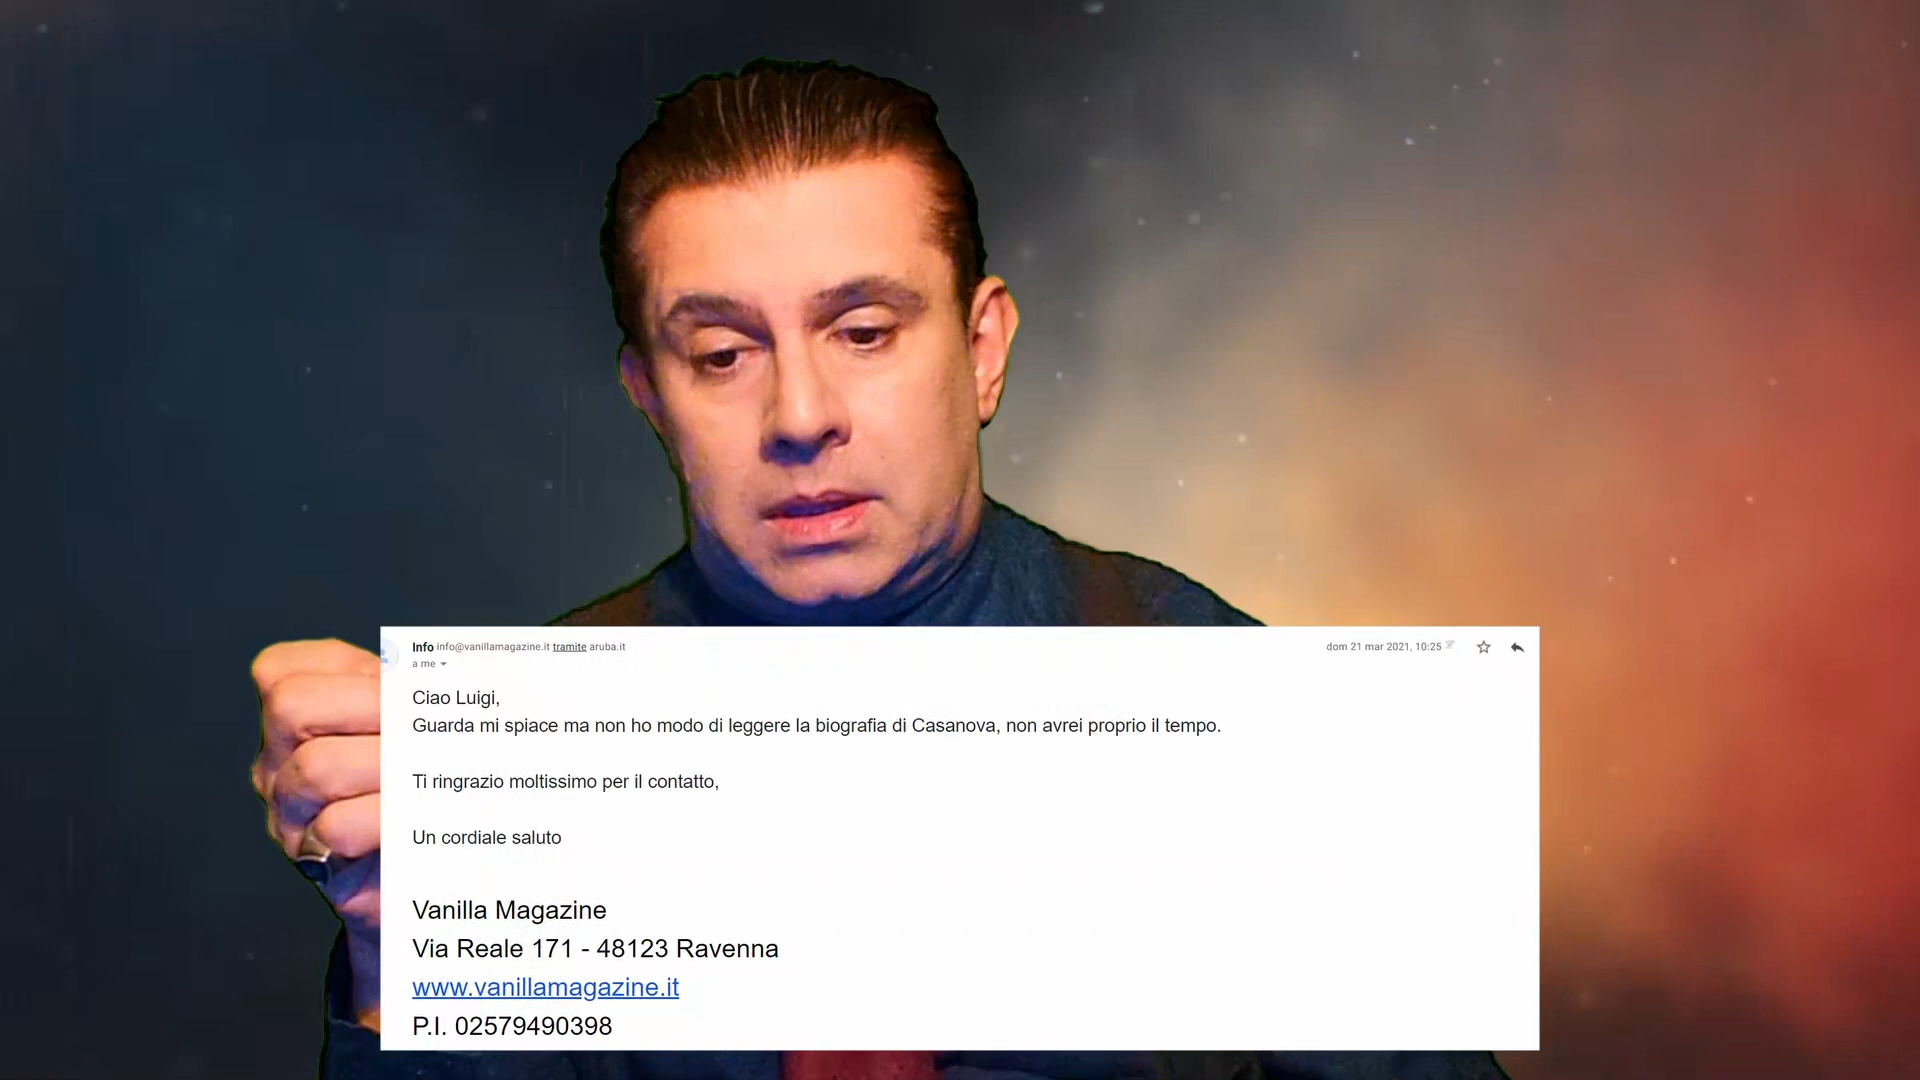 Info info@vanillamagazine.it tramite aruba.it
dom 21 mar 2021, 10:25
a me
Ciao Luigi,
Guarda mi spiace ma non ho modo di leggere la biografia di Casanova, non avrei proprio il tempo.
Ti ringrazio moltissimo per il contatto,
Un cordiale saluto
Vanilla Magazine
Via Reale 171 - 48123 Ravenna
www.vanillamagazine.it
P.I. 02579490398